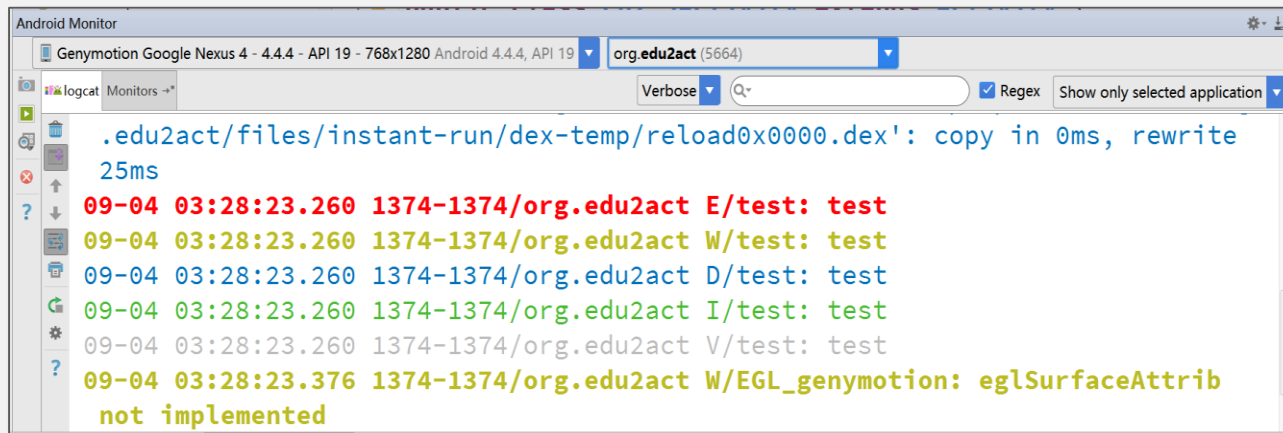 Android Monitor
Genymotion Google Nexus 4 - 4.4.4 - API 19 - 768x1280 Android 4.4.4, API 19 org.edu2act (5664)
logcat Monitors Verbose Regex Show only selected application
.edu2act/files/instant-run/dex-temp/reload0x0000.dex': copy in 0ms, rewrite
25ms
09-04 03:28:23.260 1374-1374/org.edu2act E/test: test
09-04 03:28:23.260 1374-1374/org.edu2act W/test: test
09-04 03:28:23.260 1374-1374/org.edu2act D/test: test
09-04 03:28:23.260 1374-1374/org.edu2act I/test: test
09-04 03:28:23.260 1374-1374/org.edu2act V/test: test
09-04 03:28:23.376 1374-1374/org.edu2act W/EGL_genymotion: eglSurfaceAttrib
not implemented